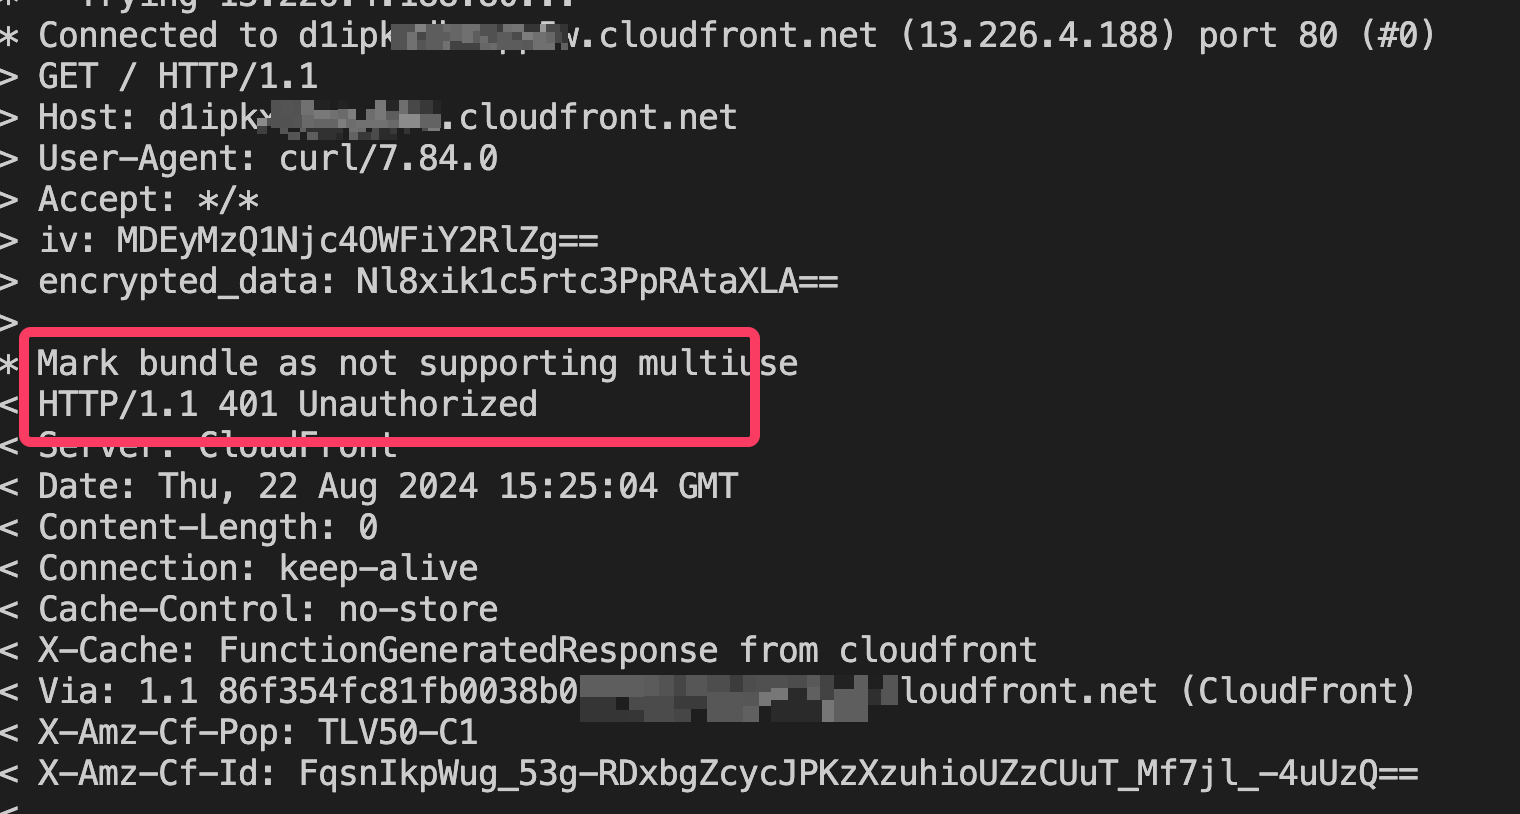 * Trying 13.226.4.188:80...
* Connected to d1ipk .cloudfront.net (13.226.4.188) port 80 (#0)
> GET / HTTP/1.1
> Host: d1ipkx .cloudfront.net
> User-Agent: curl/7.84.0
> Accept: */*
> iv: MDEyMzQ1Njc4OWFiY2RlZg==
> encrypted_data: Nl8xik1c5rtc3PpRAtaXLA==
>
* Mark bundle as not supporting multiuse
< HTTP/1.1 401 Unauthorized
< Server: CloudFront
< Date: Thu, 22 Aug 2024 15:25:04 GMT
< Content-Length: 0
< Connection: keep-alive
< Cache-Control: no-store
< X-Cache: FunctionGeneratedResponse from cloudfront
< Via: 1.1 86f354fc81fb0038b0 loudfront.net (CloudFront)
< X-Amz-Cf-Pop: TLV50-C1
< X-Amz-Cf-Id: FqsnIkpWug_53g-RDxbgZcycJPKzXzuhioUZzCUuT_Mf7jl_-4uUzQ==
<